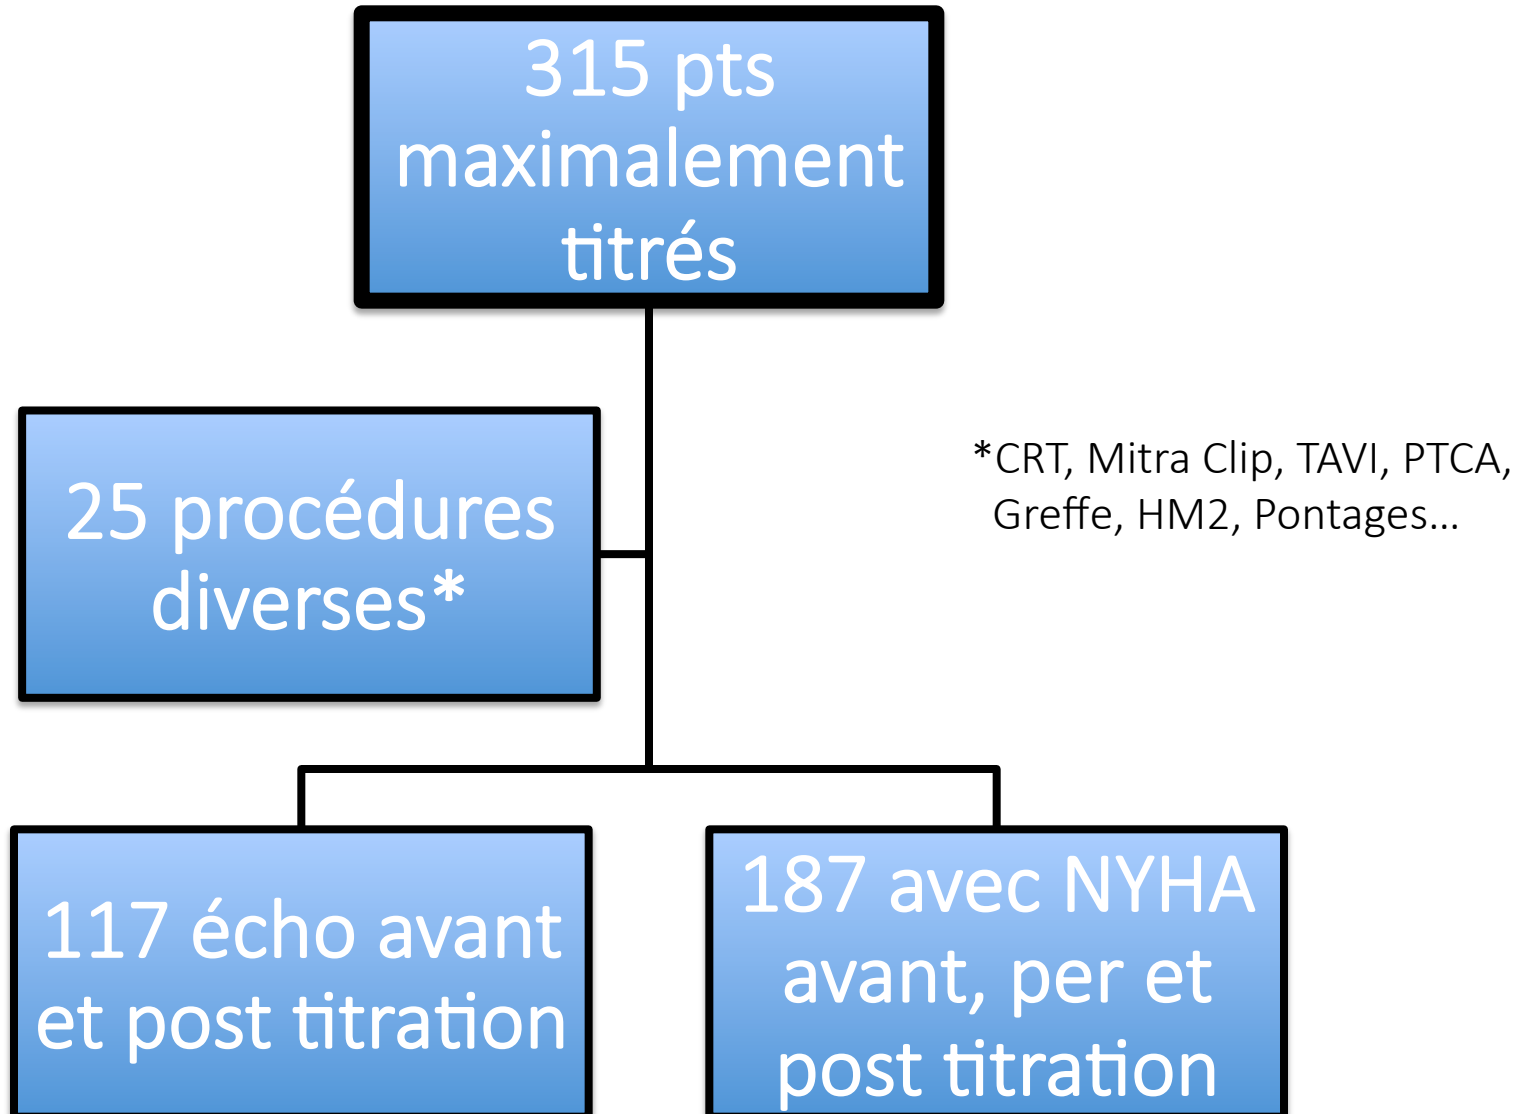 315 pts
maximalement
titrés
25 procédures
diverses*
*CRT, Mitra Clip, TAVI, PTCA,
Greffe, HM2, Pontages...
117 écho avant
et post titration
187 avec NYHA
avant, per et
post titration